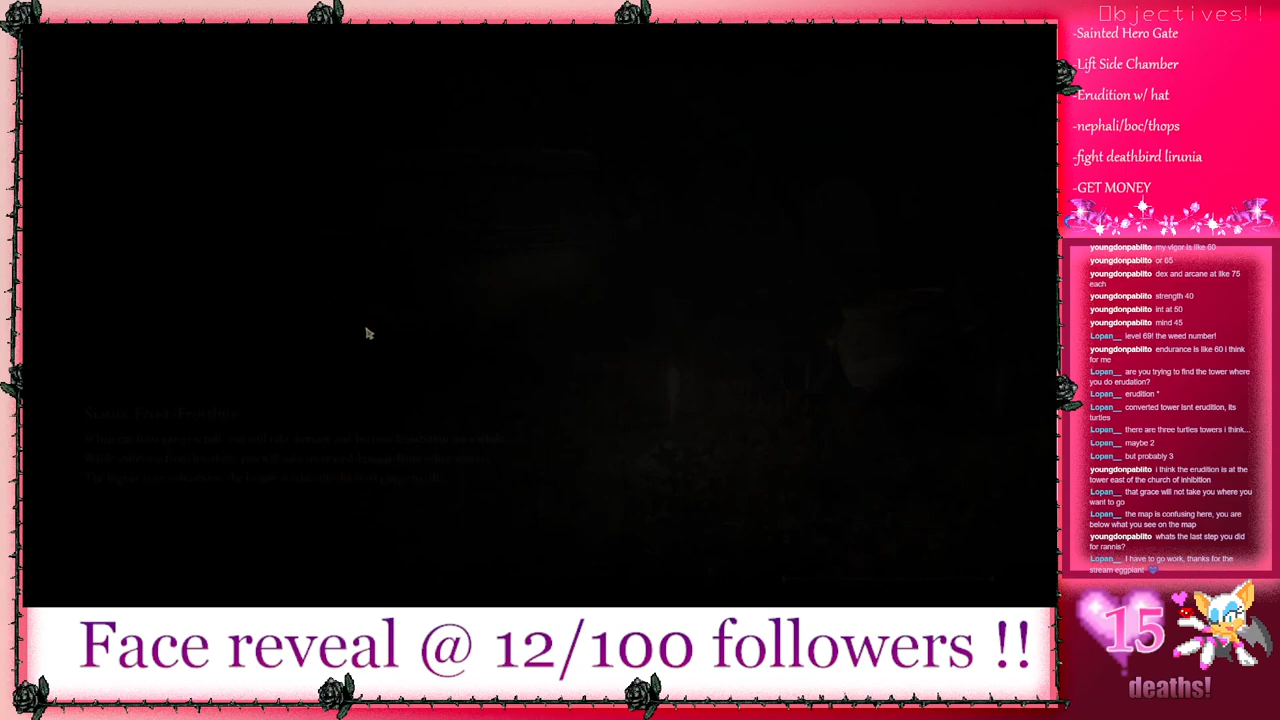 Objectives!!
-Sainted Hero Gate
-Lift Side Chamber
-Erudition w/ hat
-nephali/boc/thops
-fight deathbird lirunia
-GET MONEY
youngdonpablito my vigor is like 60
youngdonpablito or 65
youngdonpablito dex and arcane at like 75
each
youngdonpablito strength 40
youngdonpablito int at 50
youngdonpablito mind 45
Lopan__ level 69! the weed number!
youngdonpablito endurance is like 60 i think
for me
Lopan__ are you trying to find the tower where
you do erudation?
Lopan__ erudition *
Lopan__ converted tower isnt erudition, its
turtles
Lopan__ there are three turtles towers i think...
Lopan__ maybe 2
Lopan__ but probably 3
youngdonpablito i think the erudition is at the
tower east of the church of inhibition
Lopan__ that grace will not take you where you
want to go
Lopan__ the map is confusing here, you are
below what you see on the map
youngdonpablito whats the last step you did
for rannis?
Lopan__ I have to go work, thanks for the
stream eggplant 💙
15
deaths!
Face reveal @ 12/100 followers !!